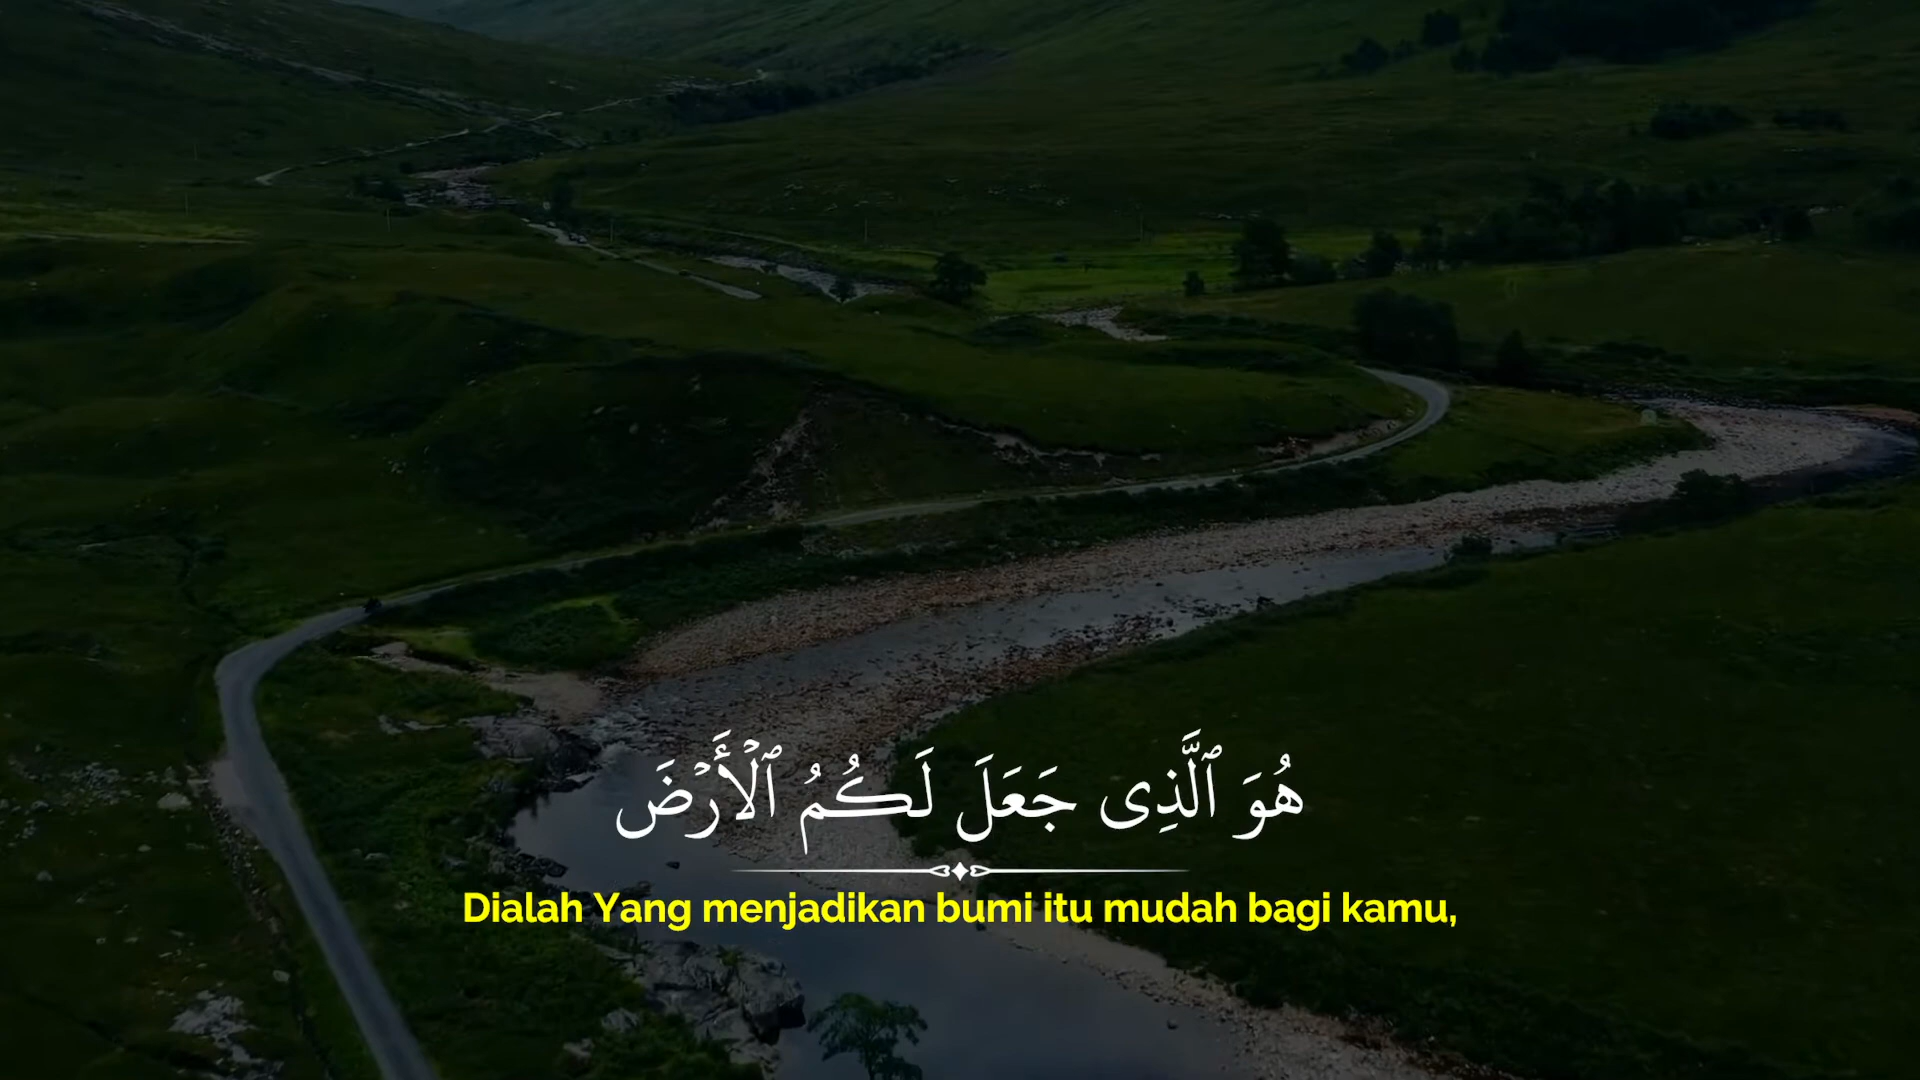 هُوَ ٱلَّذِى جَعَلَ لَكُمُ ٱلْأَرْضَ
Dialah Yang menjadikan bumi itu mudah bagi kamu,